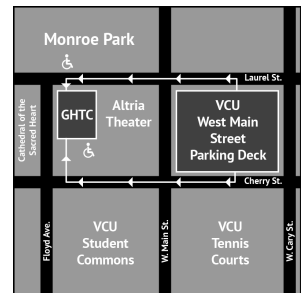 Monroe Park
Laurel St.
Cathedral of the
Sacred Heart
GHTC
Altria
Theater
VCU
West Main
Street
Parking Deck
Cherry St.
Floyd Ave.
VCU
Student
Commons
W. Main St.
VCU
Tennis
Courts
W. Cary St.